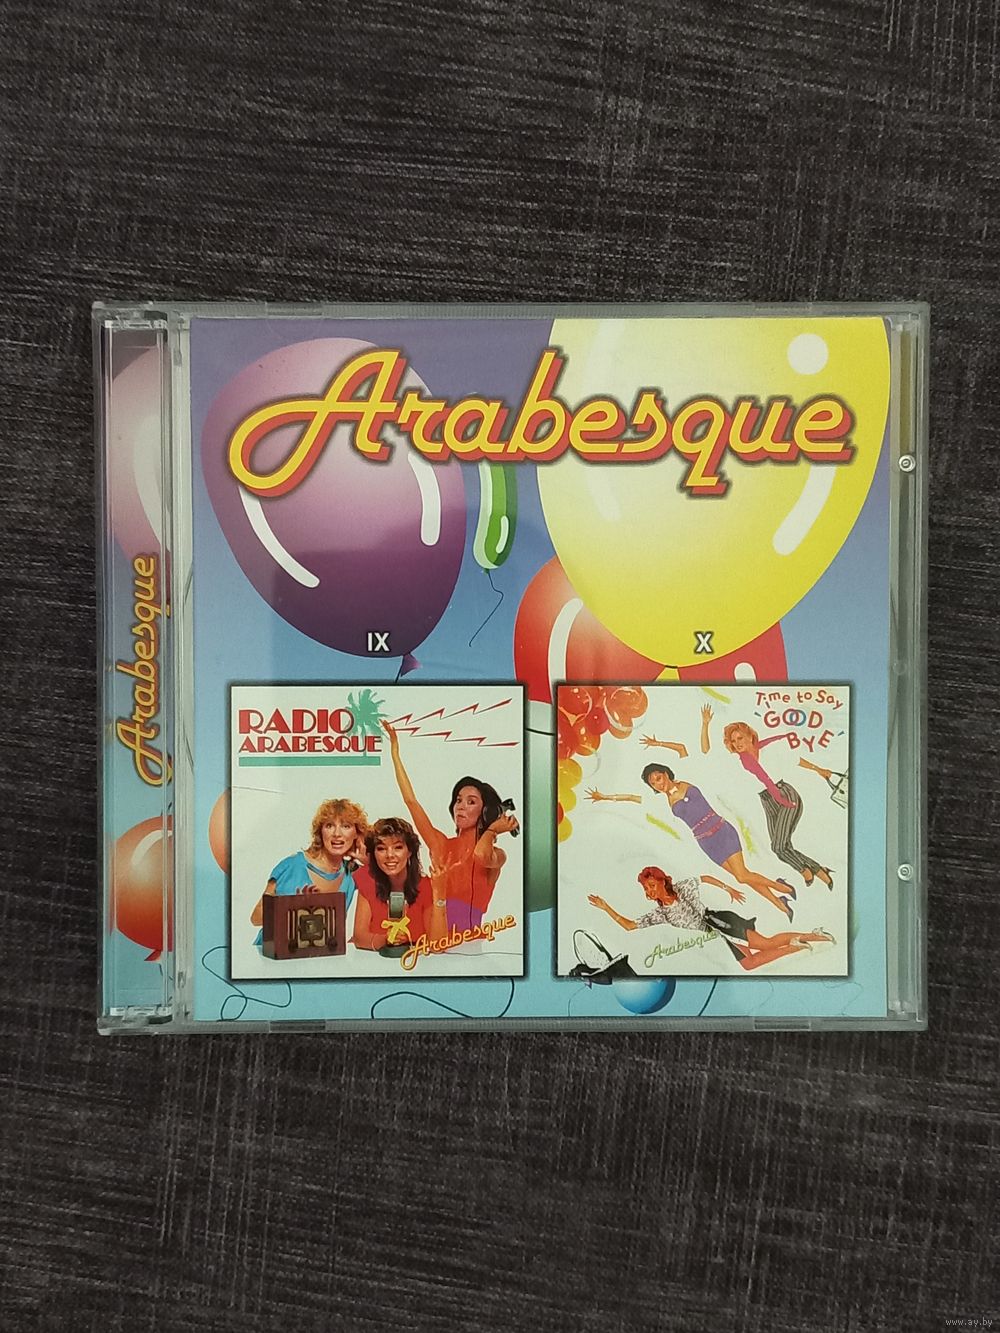 Arabesque
Arabesque
IX
X
RADIO
ARABESQUE
Arabesque
Time to Say
'GOOD
BYE'
Arabesque
www.ay.by